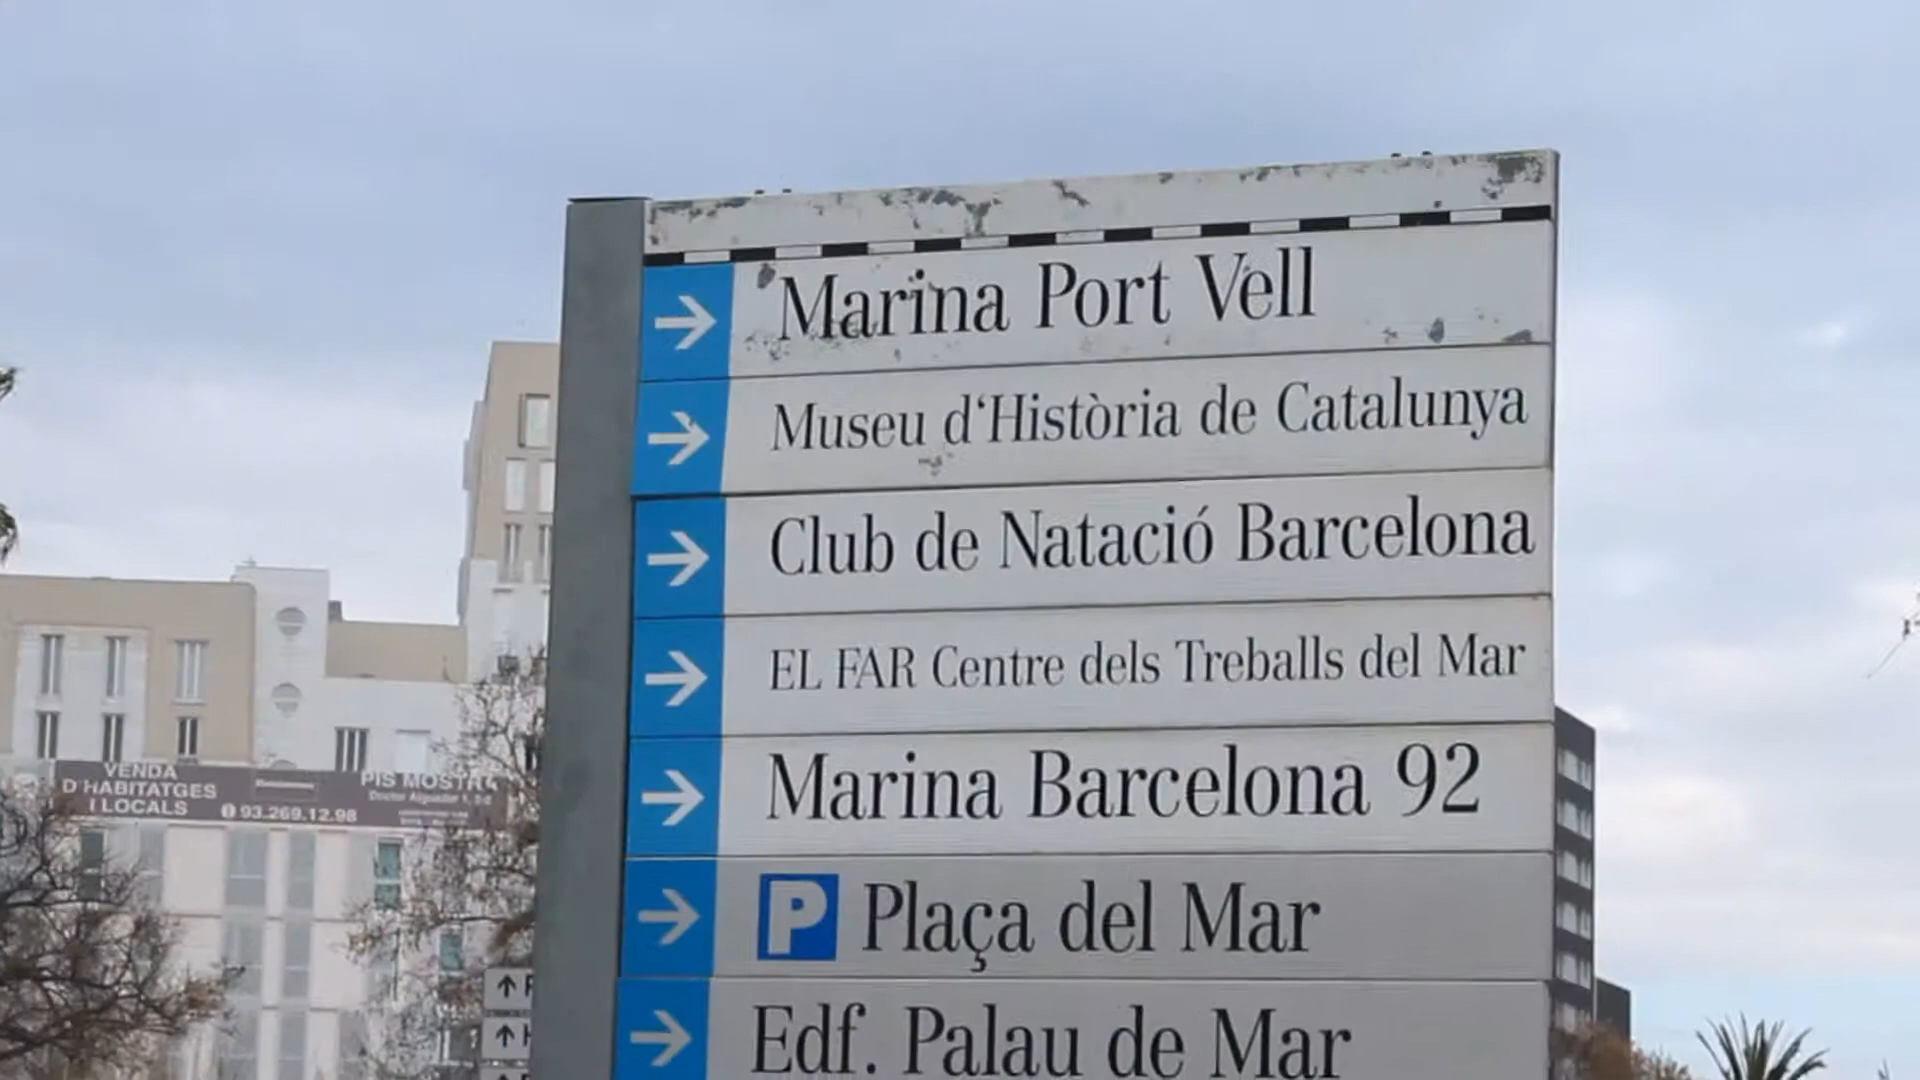 Marina Port Vell
Museu d'Història de Catalunya
Club de Natació Barcelona
EL FAR Centre dels Treballs del Mar
Marina Barcelona 92
P Plaça del Mar
Edf. Palau de Mar
VENDA
D'HABITATGES
I LOCALS
93.269.12.98
PIS MOSTRA